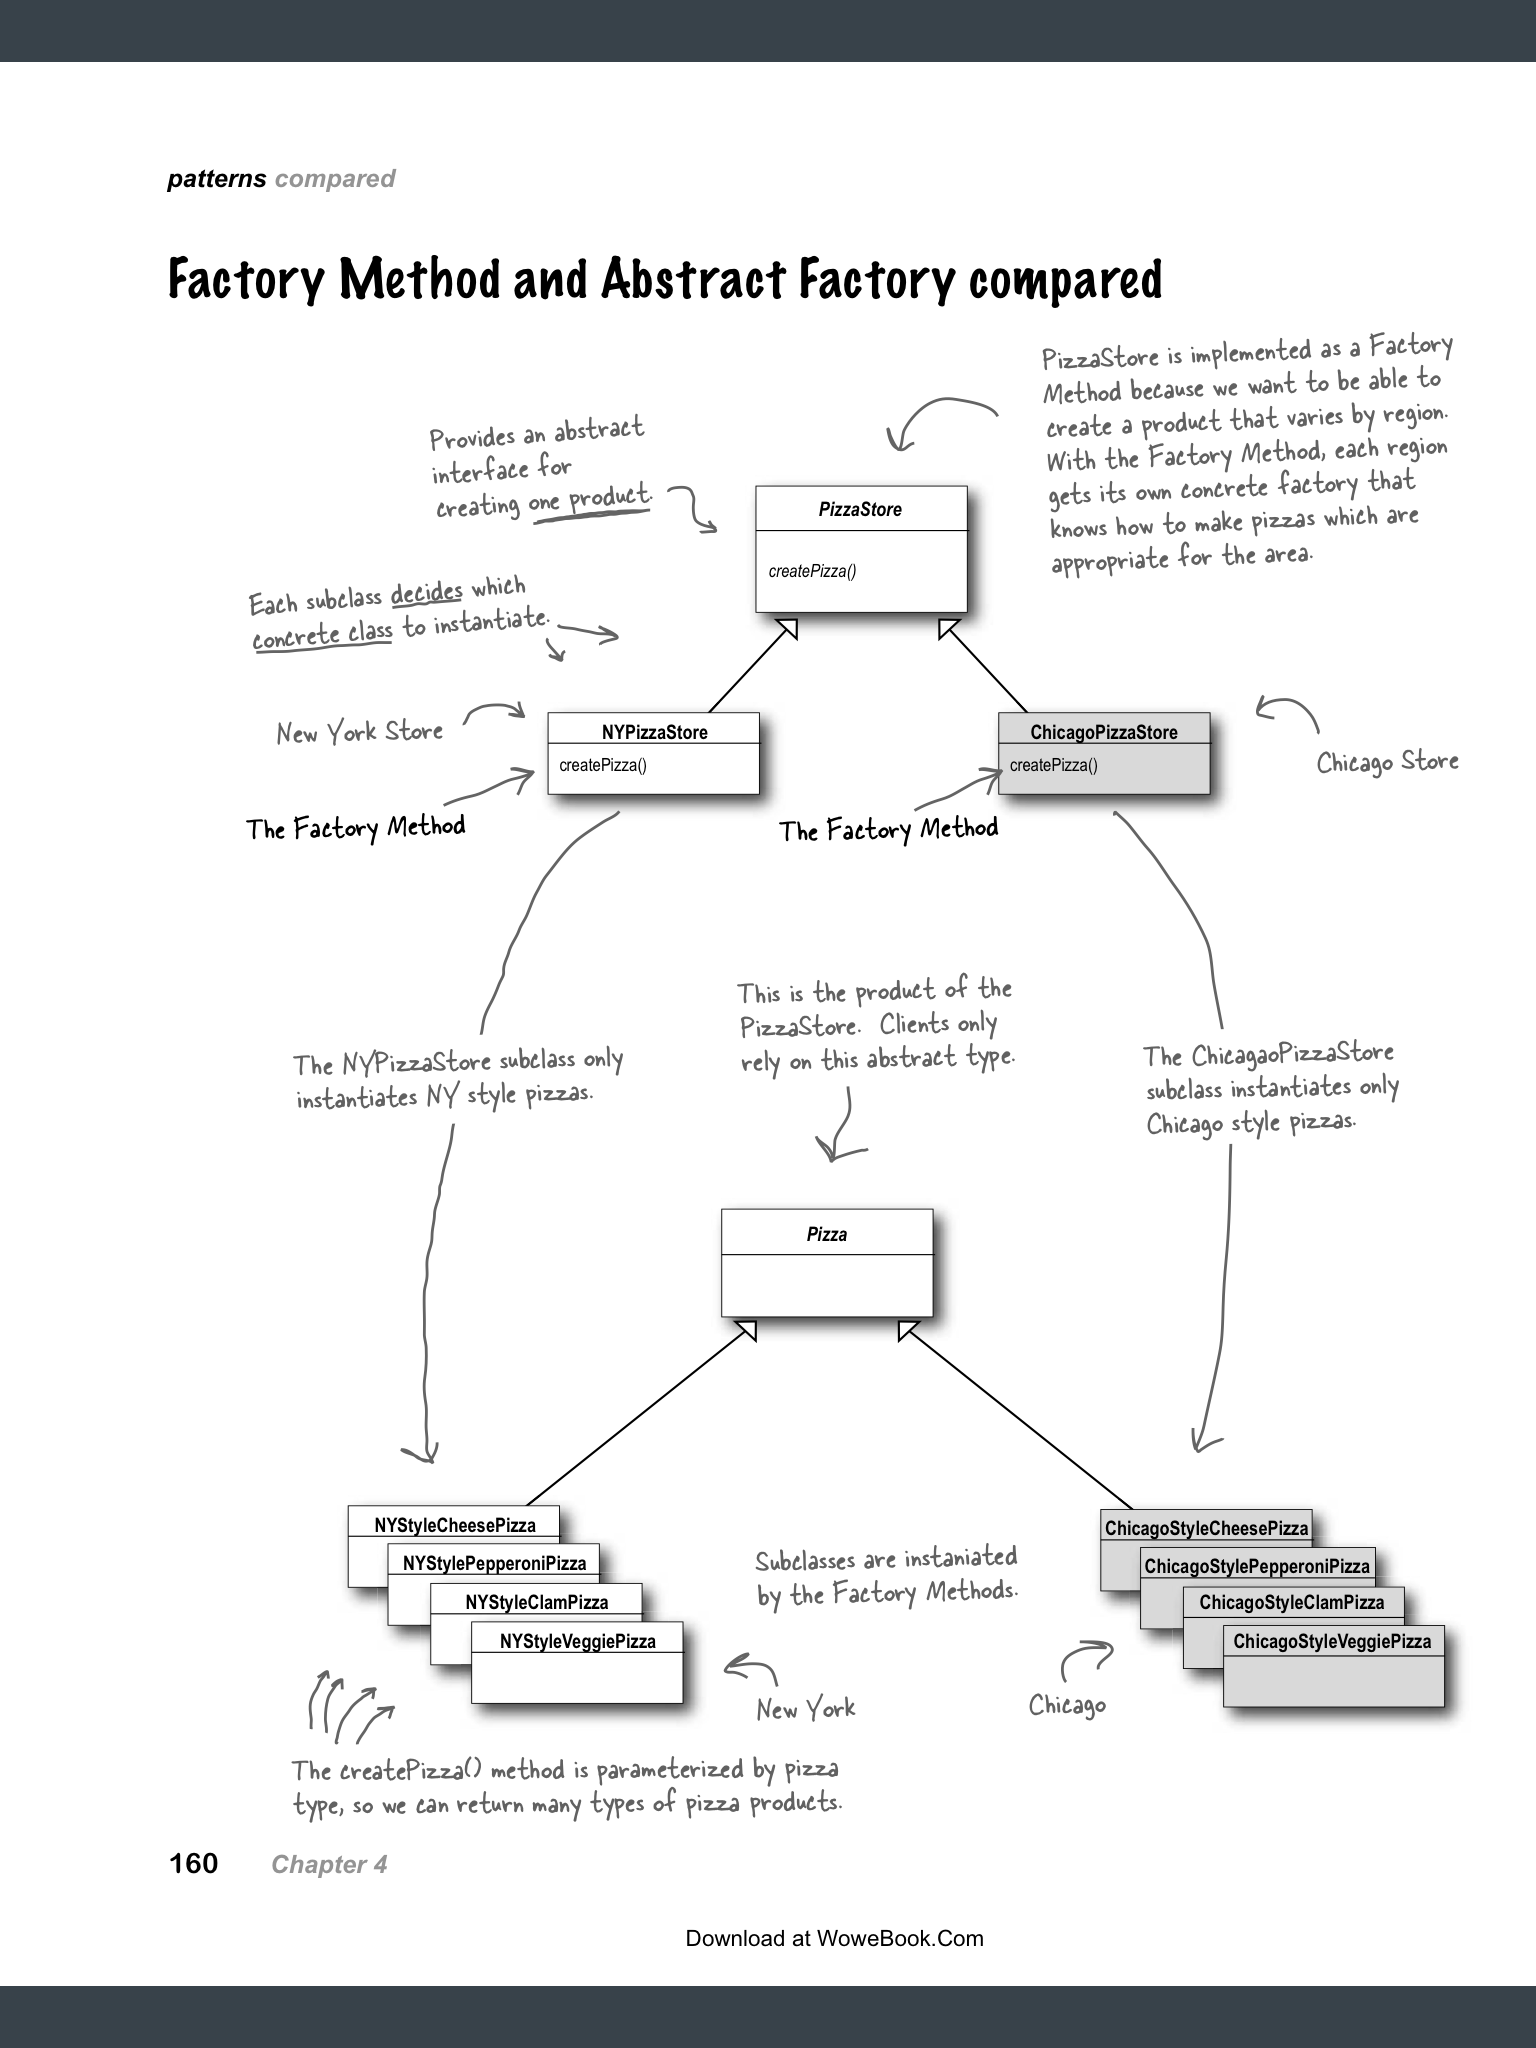 patterns compared
Factory Method and Abstract Factory compared
PizzaStore is implemented as a Factory
Method because we want to be able to
create a product that varies by region.
With the Factory Method, each region
gets its own concrete factory that
knows how to make pizzas which are
appropriate for the area.
Provides an abstract
interface for
creating one product.
PizzaStore
createPizza()
Each subclass decides which
concrete class to instantiate.
New York Store
NYPizzaStore
createPizza()
The Factory Method
ChicagoPizzaStore
createPizza()
The Factory Method
Chicago Store
The NYPizzaStore subclass only
instantiates NY style pizzas.
This is the product of the
PizzaStore. Clients only
rely on this abstract type.
The ChicagaoPizzaStore
subclass instantiates only
Chicago style pizzas.
Pizza
NYStyleCheesePizza
NYStylePepperoniPizza
NYStyleClamPizza
NYStyleVeggiePizza
Subclasses are instaniated
by the Factory Methods.
ChicagoStyleCheesePizza
ChicagoStylePepperoniPizza
ChicagoStyleClamPizza
ChicagoStyleVeggiePizza
New York
Chicago
The createPizza() method is parameterized by pizza
type, so we can return many types of pizza products.
160 Chapter 4
Download at WoweBook.Com